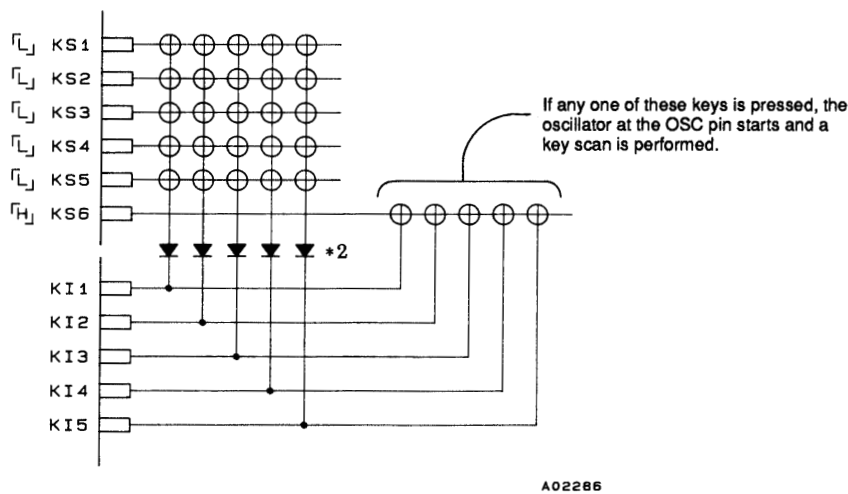 「L」 KS1
「L」 KS2
「L」 KS3
「L」 KS4
「L」 KS5
「H」 KS6
If any one of these keys is pressed, the
oscillator at the OSC pin starts and a
key scan is performed.
*2
KI1
KI2
KI3
KI4
KI5
A02286